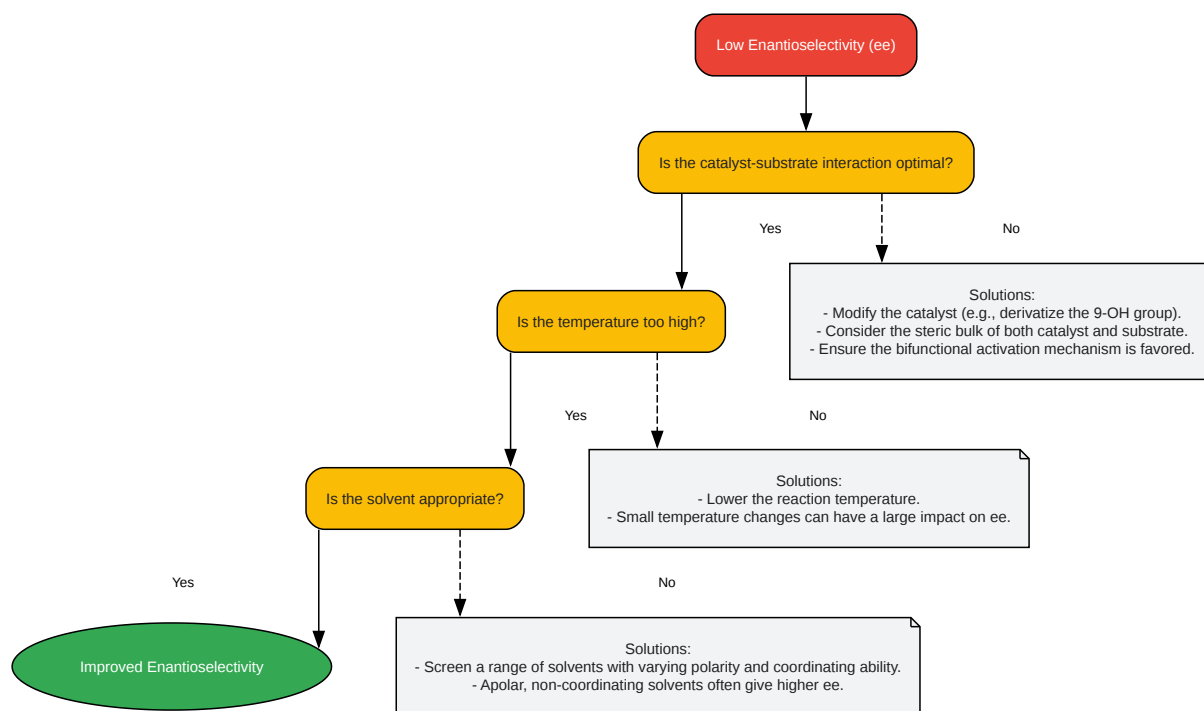 Low Enantioselectivity (ee)
Is the catalyst-substrate interaction optimal?
Yes
No
Solutions:
- Modify the catalyst (e.g., derivatize the 9-OH group).
- Consider the steric bulk of both catalyst and substrate.
- Ensure the bifunctional activation mechanism is favored.
Is the temperature too high?
Yes
No
Solutions:
- Lower the reaction temperature.
- Small temperature changes can have a large impact on ee.
Is the solvent appropriate?
Yes
No
Solutions:
- Screen a range of solvents with varying polarity and coordinating ability.
- Apolar, non-coordinating solvents often give higher ee.
Improved Enantioselectivity